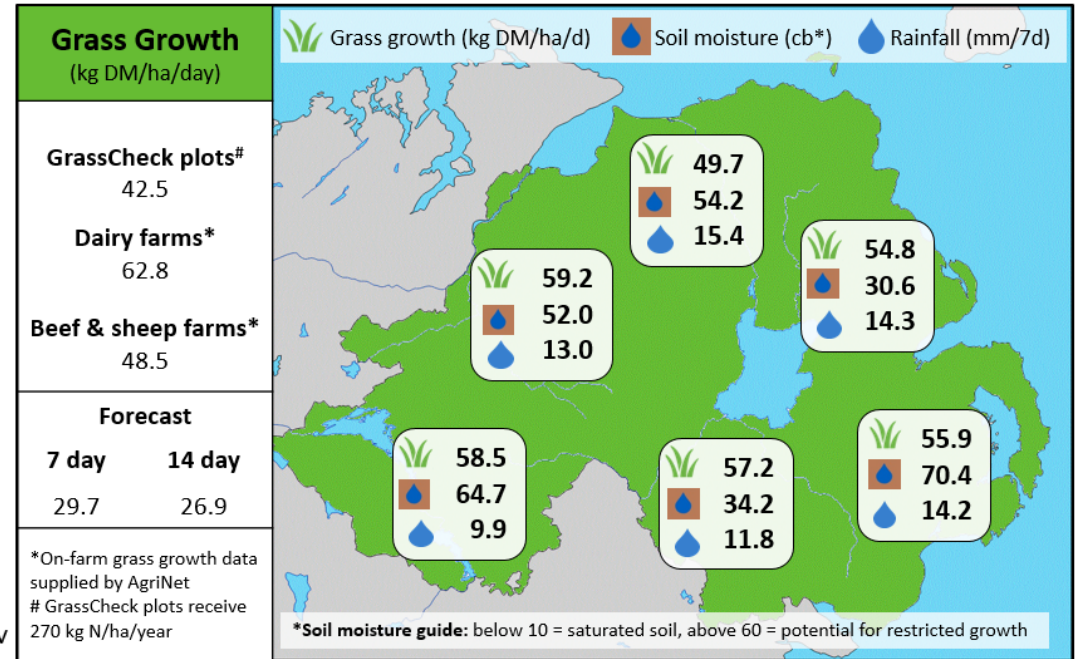 Grass Growth
(kg DM/ha/day)
GrassCheck plots#
42.5
Dairy farms*
62.8
Beef & sheep farms*
48.5
Forecast
7 day 14 day
29.7 26.9
*On-farm grass growth data
supplied by AgriNet
# GrassCheck plots receive
270 kg N/ha/year
v
Grass growth (kg DM/ha/d) Soil moisture (cb*) Rainfall (mm/7d)
49.7
54.2
15.4
54.8
30.6
14.3
59.2
52.0
13.0
58.5
64.7
9.9
57.2
34.2
11.8
55.9
70.4
14.2
*Soil moisture guide: below 10 = saturated soil, above 60 = potential for restricted growth